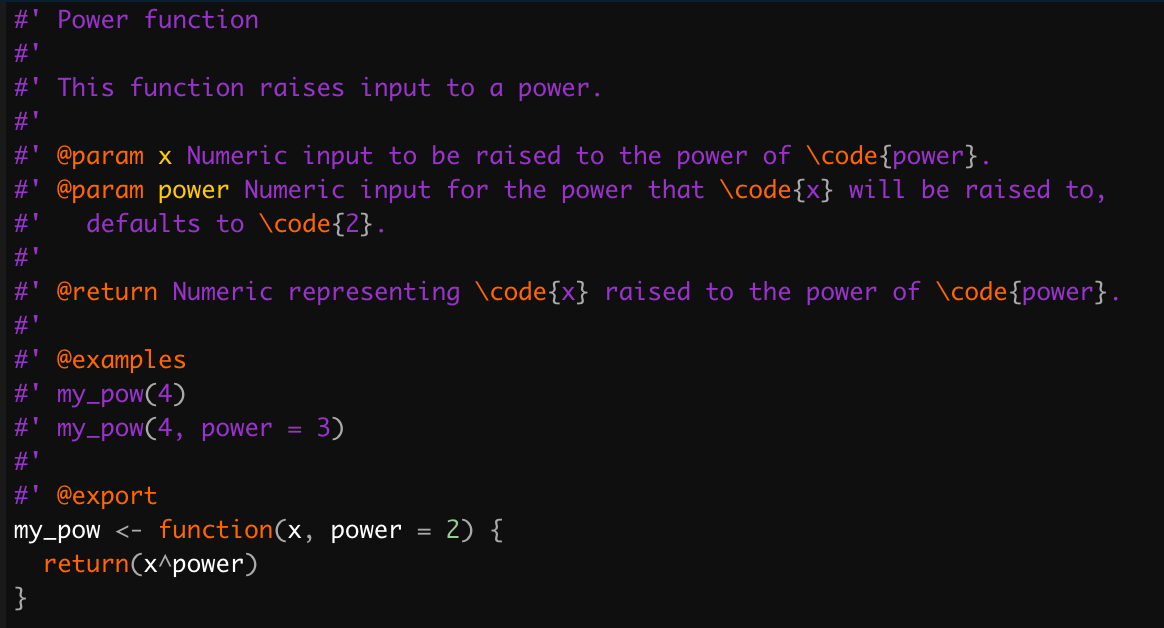 #' Power function
#'
#' This function raises input to a power.
#'
#' @param x Numeric input to be raised to the power of \code{power}.
#' @param power Numeric input for the power that \code{x} will be raised to,
#'   defaults to \code{2}.
#'
#' @return Numeric representing \code{x} raised to the power of \code{power}.
#'
#' @examples
#' my_pow(4)
#' my_pow(4, power = 3)
#'
#' @export
my_pow <- function(x, power = 2) {
  return(x^power)
}